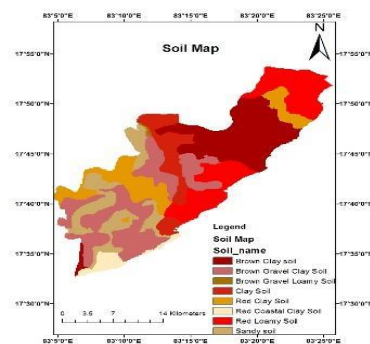 83°5'0"E 83°10'0"E 83°15'0"E 83°20'0"E 83°25'0"E
Soil Map
N
17°55'0"N 17°55'0"N
17°50'0"N 17°50'0"N
17°45'0"N 17°45'0"N
17°40'0"N 17°40'0"N
17°35'0"N 17°35'0"N
17°30'0"N 17°30'0"N
Legend
Soil Map
Soil_name
Brown Clay soil
Brown Gravel Clay Soil
Brown Gravel Loamy Soil
Clay Soil
Red Clay Soil
Red Coastal Clay Soil
Red Loamy Soil
Sandy soil
0 3.5 7 14 Kilometers
83°5'0"E 83°10'0"E 83°15'0"E 83°20'0"E 83°25'0"E